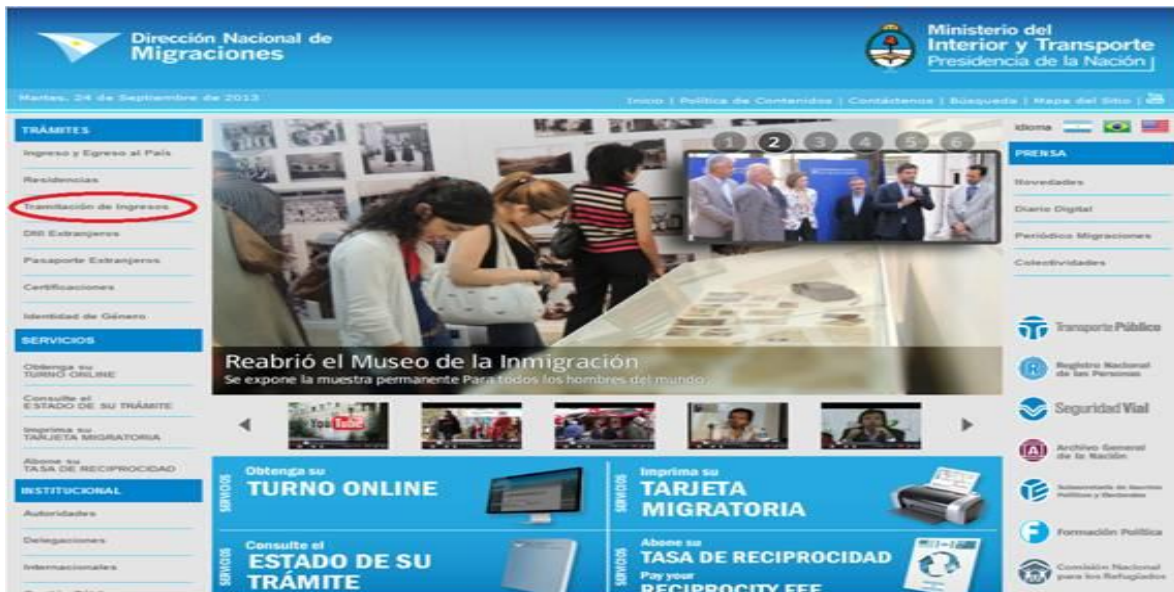 Dirección Nacional de
Migraciones
Ministerio del
Interior y Transporte
Presidencia de la Nación
Martes, 24 de Septiembre de 2013
Inicio | Política de Contenidos | Contáctenos | Búsqueda | Mapa del Sitio |
TRÁMITES
Ingreso y Egreso al País
Residencias
Tramitación de Ingresos
DNI Extranjeros
Pasaporte Extranjeros
Certificaciones
Identidad de Género
SERVICIOS
Obtenga su
TURNO ONLINE
Consulte el
ESTADO DE SU TRÁMITE
Imprima su
TARJETA MIGRATORIA
Abone su
TASA DE RECIPROCIDAD
INSTITUCIONAL
Autoridades
Delegaciones
Internacionales
1 2 3 4 5 6
Reabrió el Museo de la Inmigración
Se expone la muestra permanente Para todos los hombres del mundo
YouTube
SERVICIOS
Obtenga su
TURNO ONLINE
SERVICIOS
Imprima su
TARJETA
MIGRATORIA
SERVICIOS
Consulte el
ESTADO DE SU
TRÁMITE
SERVICIOS
Abone su
TASA DE RECIPROCIDAD
Pay your
RECIPROCITY FEE
Idioma
PRENSA
Novedades
Diario Digital
Periódico Migraciones
Colectividades
Transporte Público
Registro Nacional
de las Personas
Seguridad Vial
Archivo General
de la Nación
Formación Política
Comisión Nacional
para los Refugiados